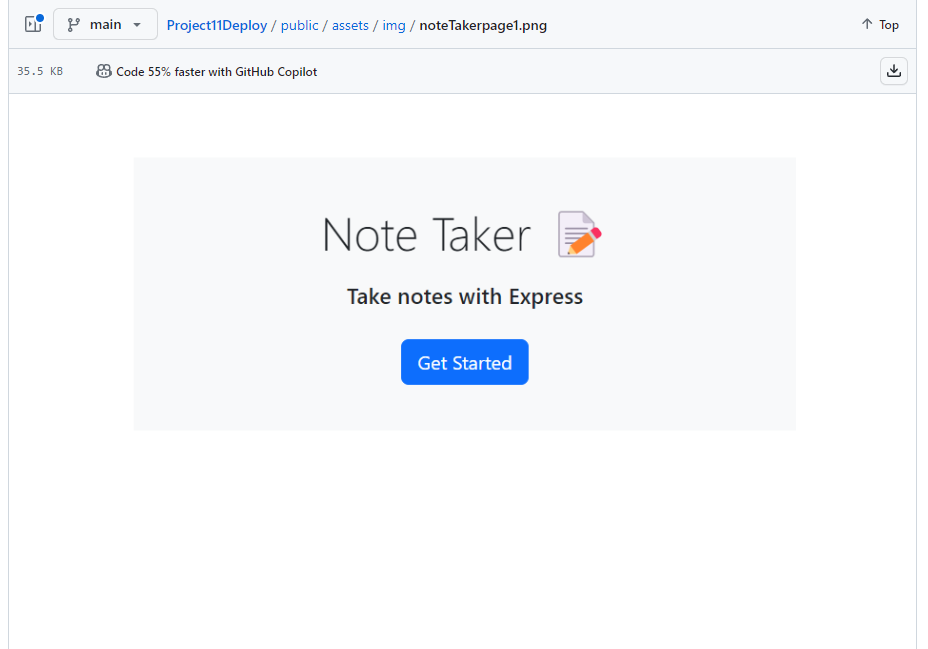 main Project11Deploy / public / assets / img / noteTakerpage1.png Top
35.5 KB Code 55% faster with GitHub Copilot
Note Taker
Take notes with Express
Get Started